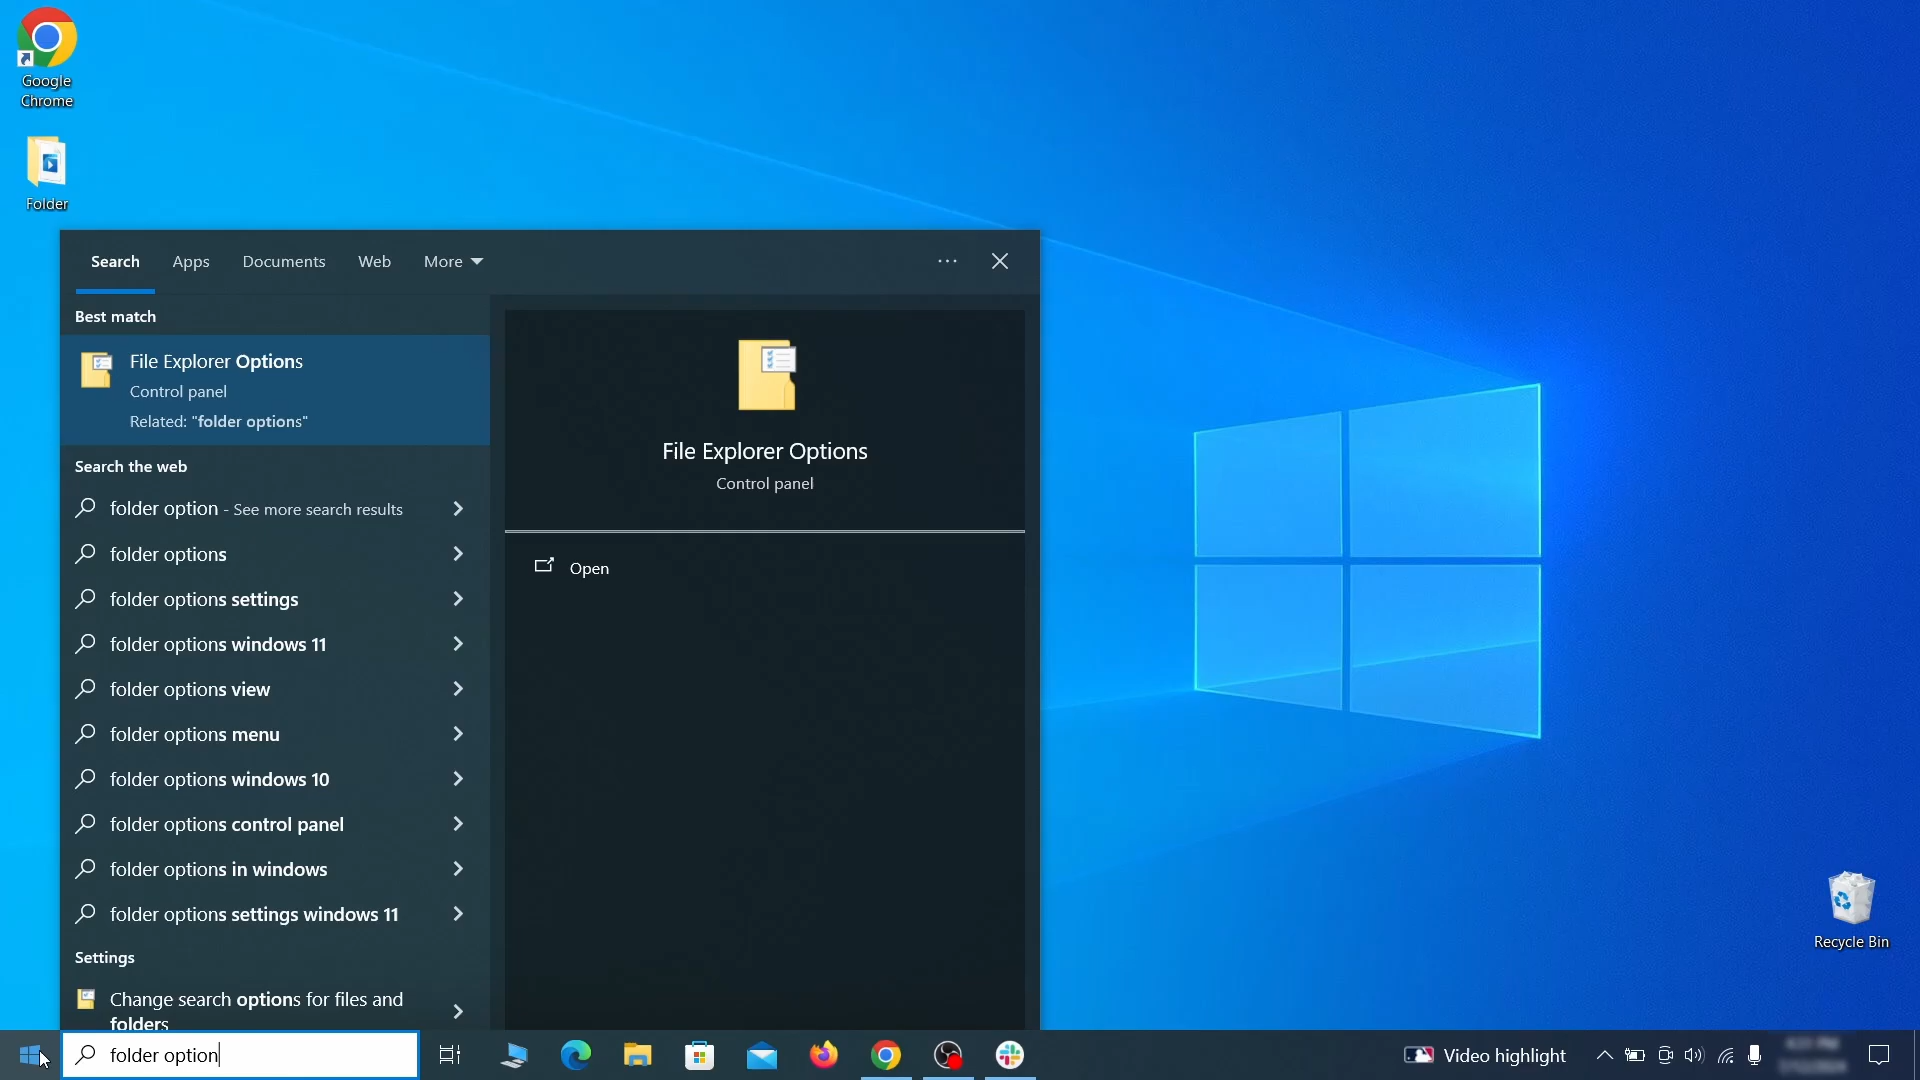 Google
Chrome
Folder
Search Apps Documents Web More
Best match
File Explorer Options
Control panel
Related: "folder options"
File Explorer Options
Control panel
Open
Search the web
folder option - See more search results
folder options
folder options settings
folder options windows 11
folder options view
folder options menu
folder options windows 10
folder options control panel
folder options in windows
folder options settings windows 11
Settings
Change search options for files and
folders
Recycle Bin
folder option
Video highlight